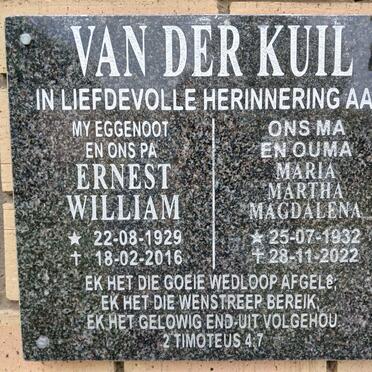 VAN DER KUIL
IN LIEFDEVOLLE HERINNERING AA
MY EGGENOOT
EN ONS PA
ERNEST
WILLIAM
★ 22-08-1929
✝ 18-02-2016
ONS MA
EN OUMA
MARIA
MARTHA
MAGDALENA
★ 25-07-1932
✝ 28-11-2022
EK HET DIE GOEIE WEDLOOP AFGELê;
EK HET DIE WENSTREEP BEREIK;
EK HET GELOWIG END-UIT VOLGEHOU.
2 TIMOTEUS 4:7